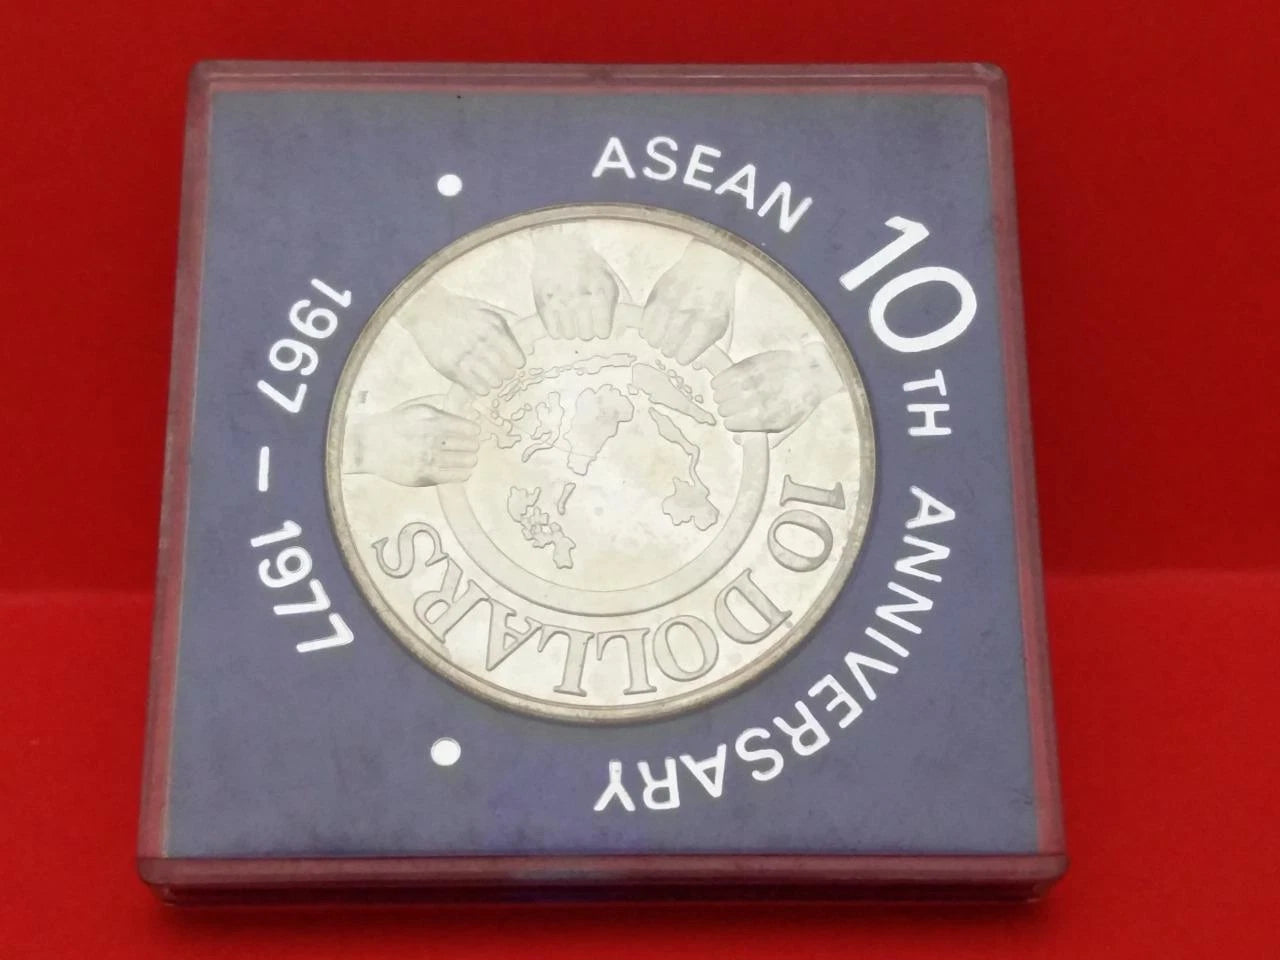 ASEAN 10TH ANNIVERSARY
1967 – 1977
10 DOLLARS